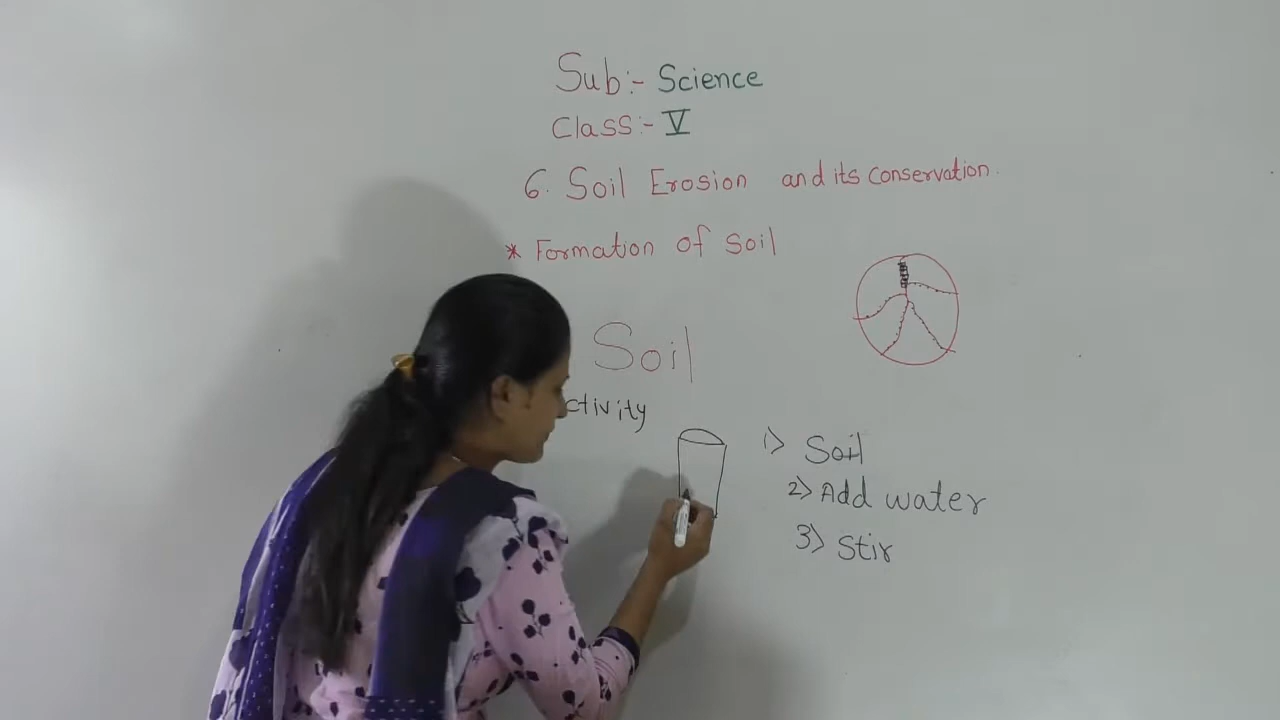 Sub:- Science
Class:- V
6. Soil Erosion and its conservation.
* Formation of soil
Soil
ctivity
1) Soil
2) Add water
3) Stir